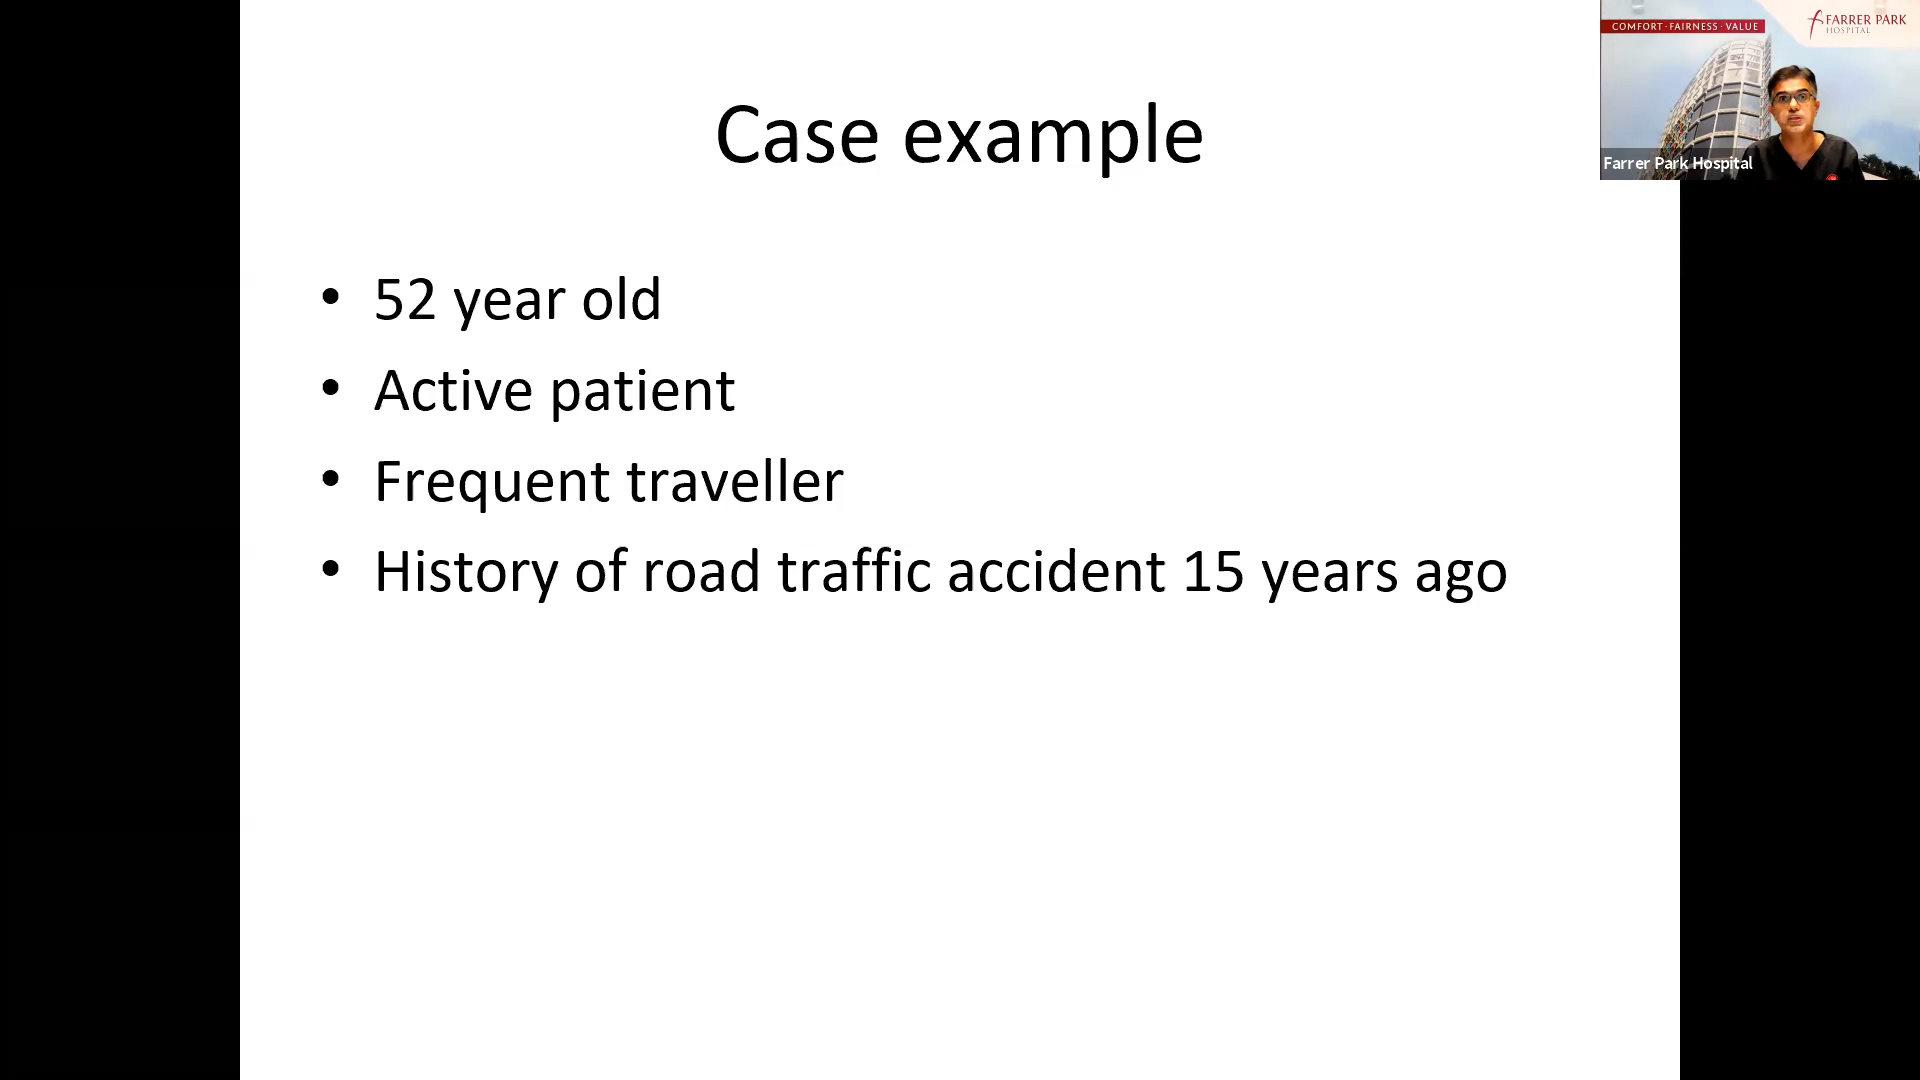 COMFORT · FAIRNESS · VALUE
FARRER PARK
HOSPITAL
Farrer Park Hospital
Case example
• 52 year old
• Active patient
• Frequent traveller
• History of road traffic accident 15 years ago